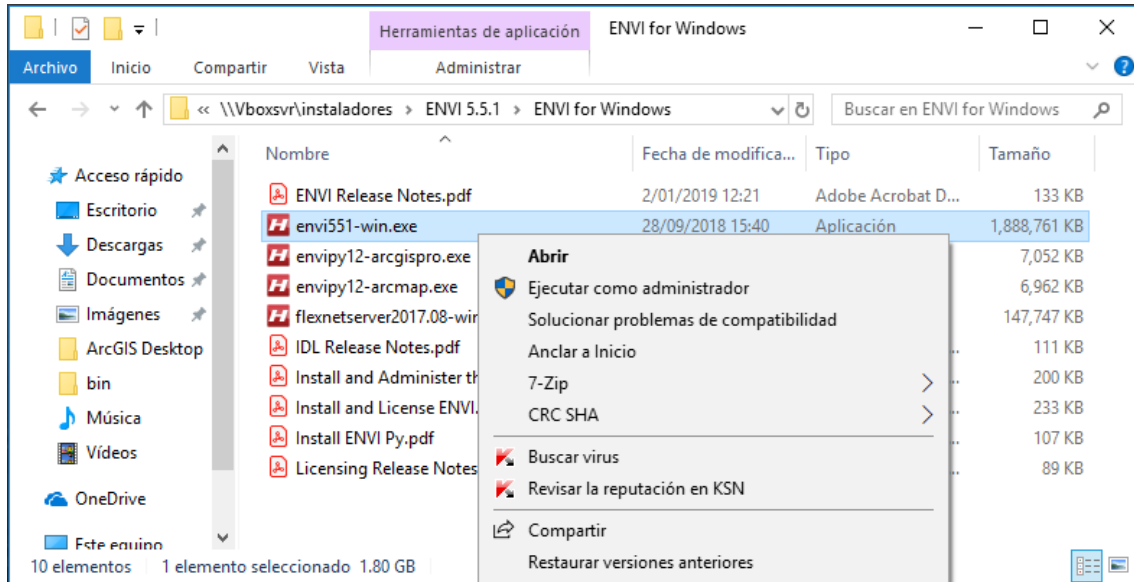 Herramientas de aplicación ENVI for Windows
Archivo Inicio Compartir Vista Administrar
« \\Vboxsvr\instaladores > ENVI 5.5.1 > ENVI for Windows Buscar en ENVI for Windows
Nombre Fecha de modifica... Tipo Tamaño
Acceso rápido
Escritorio
Descargas
Documentos
Imágenes
ArcGIS Desktop
bin
Música
Vídeos
OneDrive
Este equipo
ENVI Release Notes.pdf 2/01/2019 12:21 Adobe Acrobat D... 133 KB
envi551-win.exe 28/09/2018 15:40 Aplicación 1,888,761 KB
envipy12-arcgispro.exe 7,052 KB
envipy12-arcmap.exe 6,962 KB
flexnetserver2017.08-win 147,747 KB
IDL Release Notes.pdf 111 KB
Install and Administer th 200 KB
Install and License ENVI. 233 KB
Install ENVI Py.pdf 107 KB
Licensing Release Notes 89 KB
Abrir
Ejecutar como administrador
Solucionar problemas de compatibilidad
Anclar a Inicio
7-Zip
CRC SHA
Buscar virus
Revisar la reputación en KSN
Compartir
Restaurar versiones anteriores
10 elementos 1 elemento seleccionado 1.80 GB